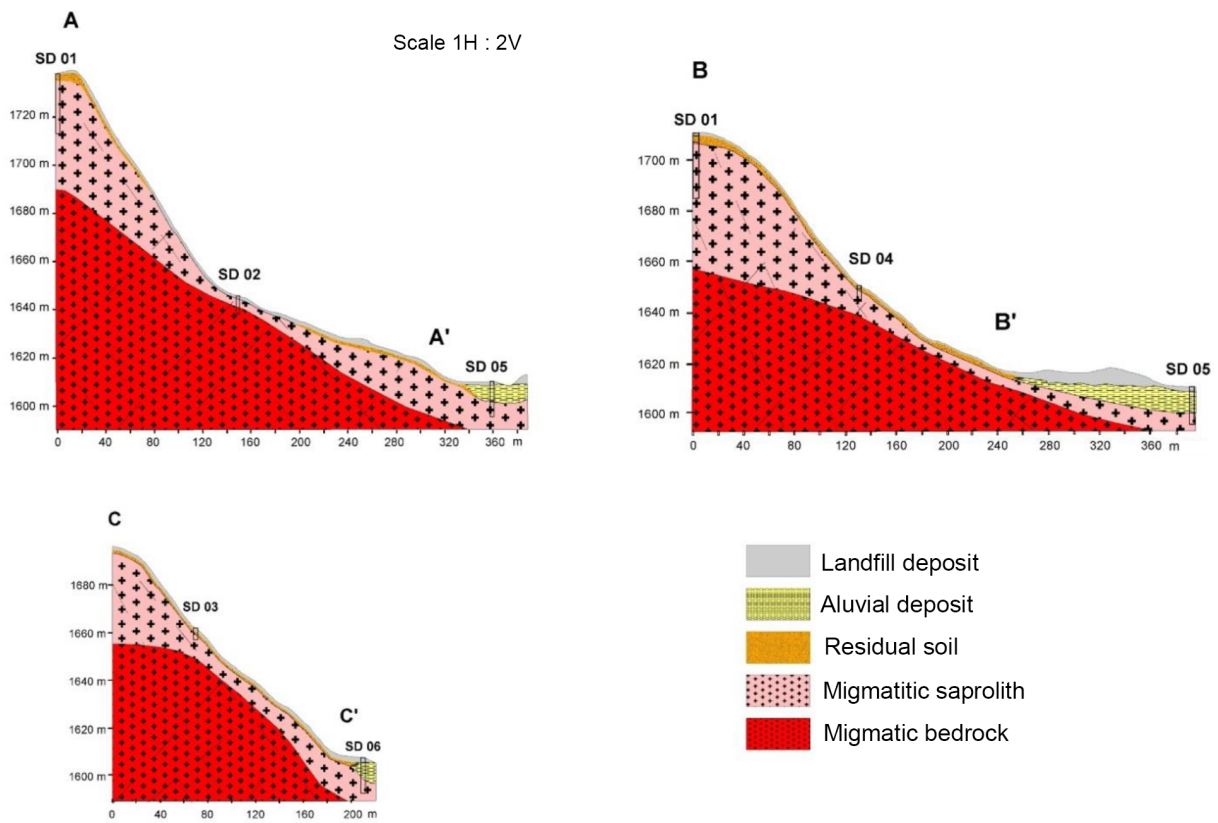 A
Scale 1H : 2V
SD 01
1720 m
1700 m
1680 m
1660 m
1640 m
1620 m
1600 m
SD 02
A'
SD 05
0 40 80 120 160 200 240 280 320 360 m
B
SD 01
1700 m
1680 m
1660 m
1640 m
1620 m
1600 m
SD 04
B'
SD 05
0 40 80 120 160 200 240 280 320 360 m
C
1680 m
1660 m
1640 m
1620 m
1600 m
SD 03
C'
SD 06
0 40 80 120 160 200 m
Landfill deposit
Aluvial deposit
Residual soil
Migmatitic saprolith
Migmatic bedrock